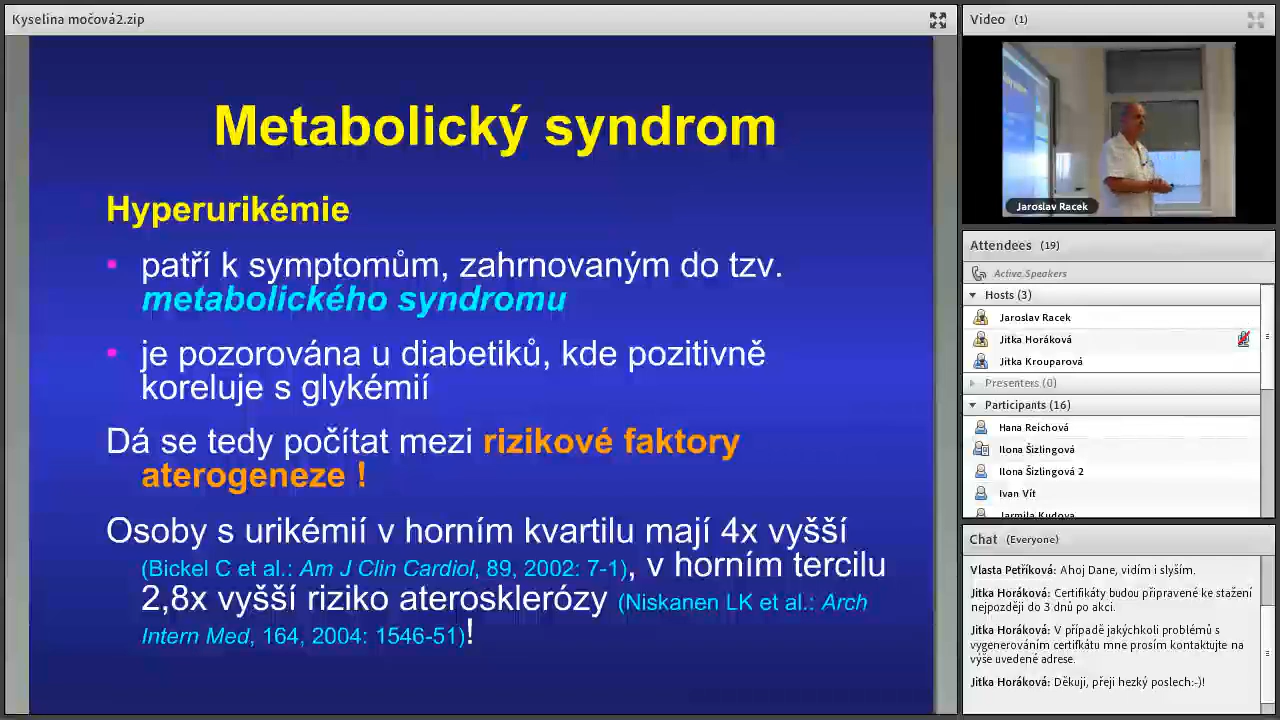 Kyselina močová2.zip
Metabolický syndrom
Hyperurikémie
• patří k symptomům, zahrnovaným do tzv.
metabolického syndromu
• je pozorována u diabetiků, kde pozitivně
koreluje s glykémií
Dá se tedy počítat mezi rizikové faktory
aterogeneze !
Osoby s urikémií v horním kvartilu mají 4x vyšší
(Bickel C et al.: Am J Clin Cardiol, 89, 2002: 7-1), v horním tercilu
2,8x vyšší riziko aterosklerózy (Niskanen LK et al.: Arch
Intern Med, 164, 2004: 1546-51)!
Video (1)
Jaroslav Racek
Attendees (19)
Active Speakers
Hosts (3)
Jaroslav Racek
Jitka Horáková
Jitka Krouparová
Presenters (0)
Participants (16)
Hana Reichová
Ilona Šizlingová
Ilona Šizlingová 2
Ivan Vít
Jarmila Kudova
Chat (Everyone)
Vlasta Petříková: Ahoj Dane, vidím i slyším.
Jitka Horáková: Certifikáty budou připravené ke stažení
nejpozději do 3 dnů po akci.
Jitka Horáková: V případě jakýchkoli problémů s
vygenerováním certifikátu mne prosím kontaktujte na
výše uvedené adrese.
Jitka Horáková: Děkuji, přeji hezký poslech:-)!